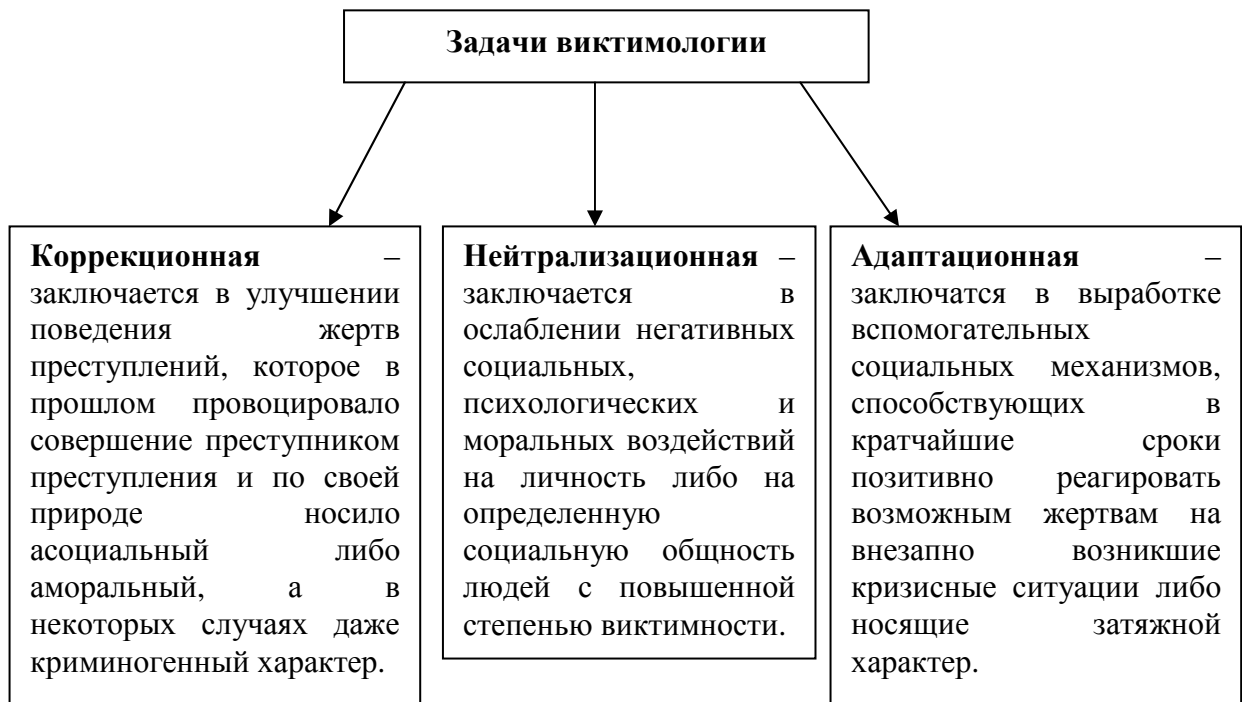 Задачи виктимологии
Коррекционная –
заключается в улучшении
поведения жертв
преступлений, которое в
прошлом провоцировало
совершение преступником
преступления и по своей
природе носило
асоциальный либо
аморальный, а в
некоторых случаях даже
криминогенный характер.
Нейтрализационная –
заключается в
ослаблении негативных
социальных,
психологических и
моральных воздействий
на личность либо на
определенную
социальную общность
людей с повышенной
степенью виктимности.
Адаптационная –
заключатся в выработке
вспомогательных
социальных механизмов,
способствующих в
кратчайшие сроки
позитивно реагировать
возможным жертвам на
внезапно возникшие
кризисные ситуации либо
носящие затяжной
характер.